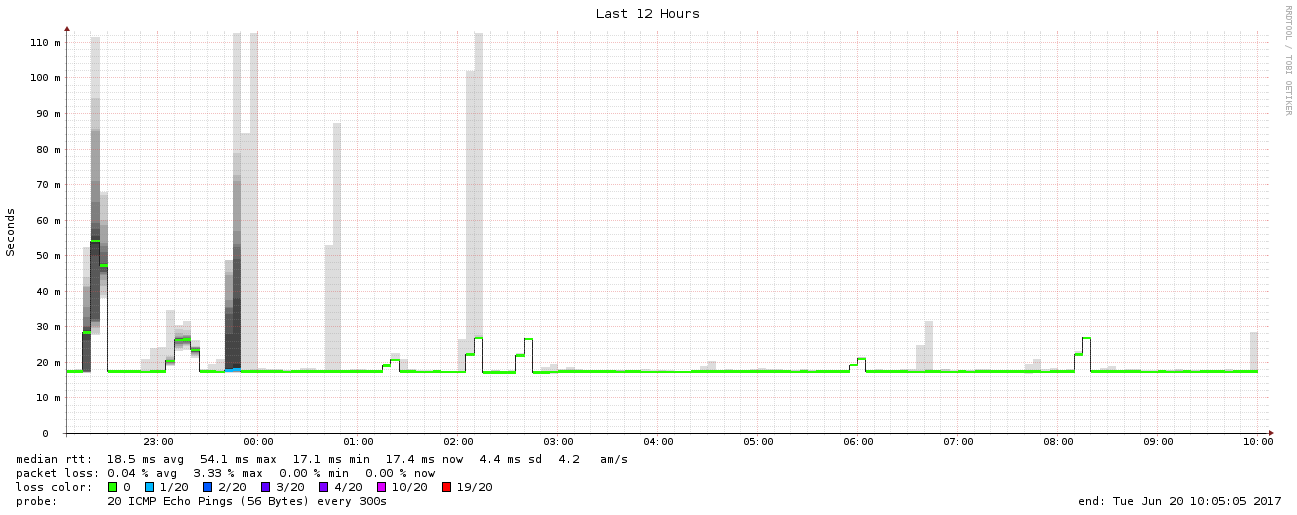 Last 12 Hours
RRDTOOL / TOBI OETIKER
Seconds
110 m
100 m
90 m
80 m
70 m
60 m
50 m
40 m
30 m
20 m
10 m
0
23:00 00:00 01:00 02:00 03:00 04:00 05:00 06:00 07:00 08:00 09:00 10:00
median rtt: 18.5 ms avg 54.1 ms max 17.1 ms min 17.4 ms now 4.4 ms sd 4.2 am/s
packet loss: 0.04 % avg 3.33 % max 0.00 % min 0.00 % now
loss color: 0 1/20 2/20 3/20 4/20 10/20 19/20
probe: 20 ICMP Echo Pings (56 Bytes) every 300s end: Tue Jun 20 10:05:05 2017